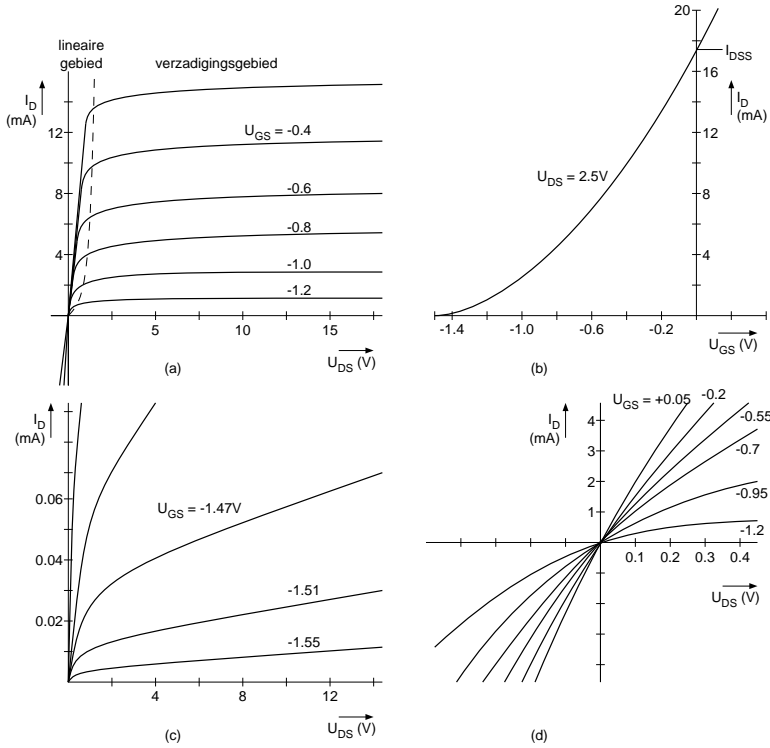 lineaire
gebied
verzadigingsgebied
I_D
(mA)
12
8
4
U_GS = -0.4
-0.6
-0.8
-1.0
-1.2
5
10
15
(a)
U_DS (V)
20
I_DSS
16
I_D
(mA)
12
8
4
U_DS = 2.5V
-1.4
-1.0
-0.6
-0.2
(b)
U_GS (V)
I_D
(mA)
0.06
0.04
0.02
U_GS = -1.47V
-1.51
-1.55
4
8
12
(c)
U_DS (V)
I_D
(mA)
4
3
2
1
U_GS = +0.05
-0.2
-0.55
-0.7
-0.95
-1.2
0.1
0.2
0.3
0.4
U_DS (V)
(d)